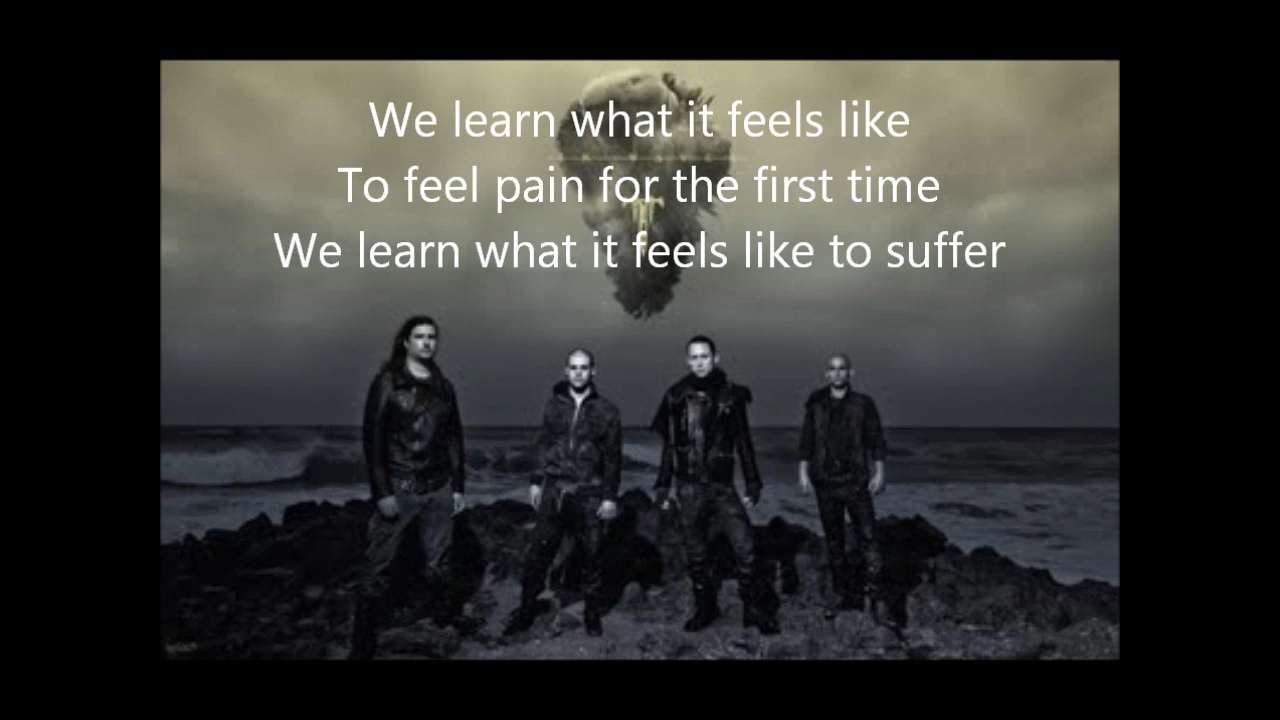 We learn what it feels like
To feel pain for the first time
We learn what it feels like to suffer